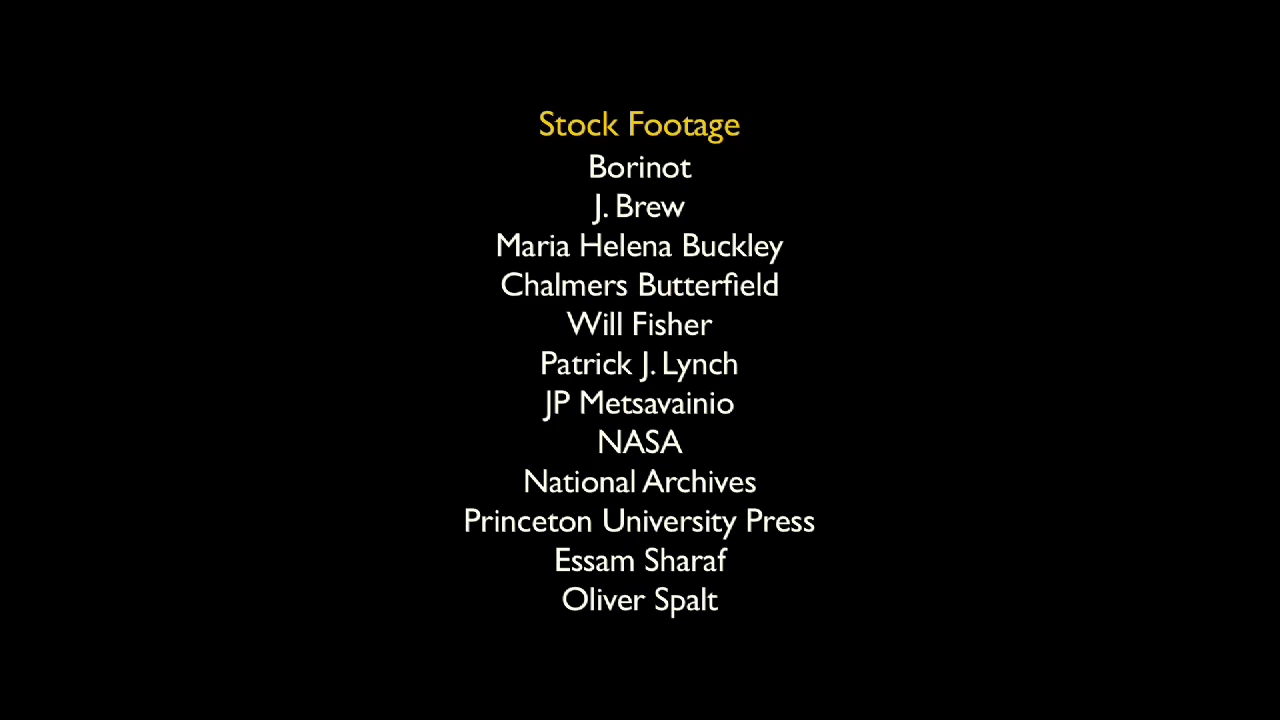 Stock Footage
Borinot
J. Brew
Maria Helena Buckley
Chalmers Butterfield
Will Fisher
Patrick J. Lynch
JP Metsavainio
NASA
National Archives
Princeton University Press
Essam Sharaf
Oliver Spalt